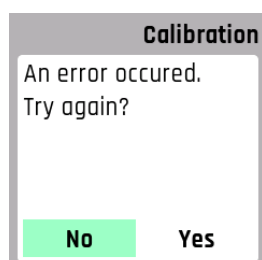 Calibration
An error occured.
Try again?
No Yes